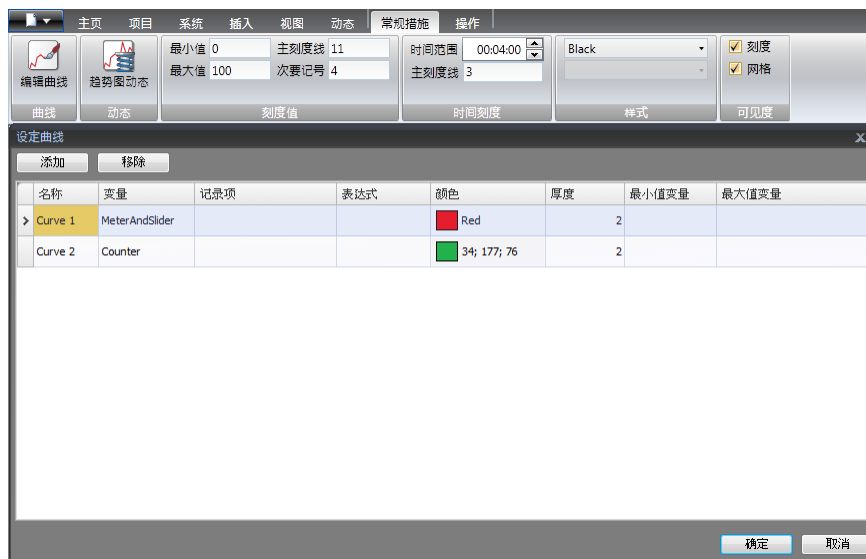 主页 项目 系统 插入 视图 动态 常规措施 操作
最小值 0 主刻度线 11 时间范围 00:04:00 Black 刻度
最大值 100 次要记号 4 主刻度线 3 网格
编辑曲线 趋势图动态
曲线 动态 刻度值 时间刻度 样式 可见度
设定曲线 X
添加 移除
名称 变量 记录项 表达式 颜色 厚度 最小值变量 最大值变量
Curve 1 MeterAndSlider Red 2
Curve 2 Counter 34; 177; 76 2
确定 取消